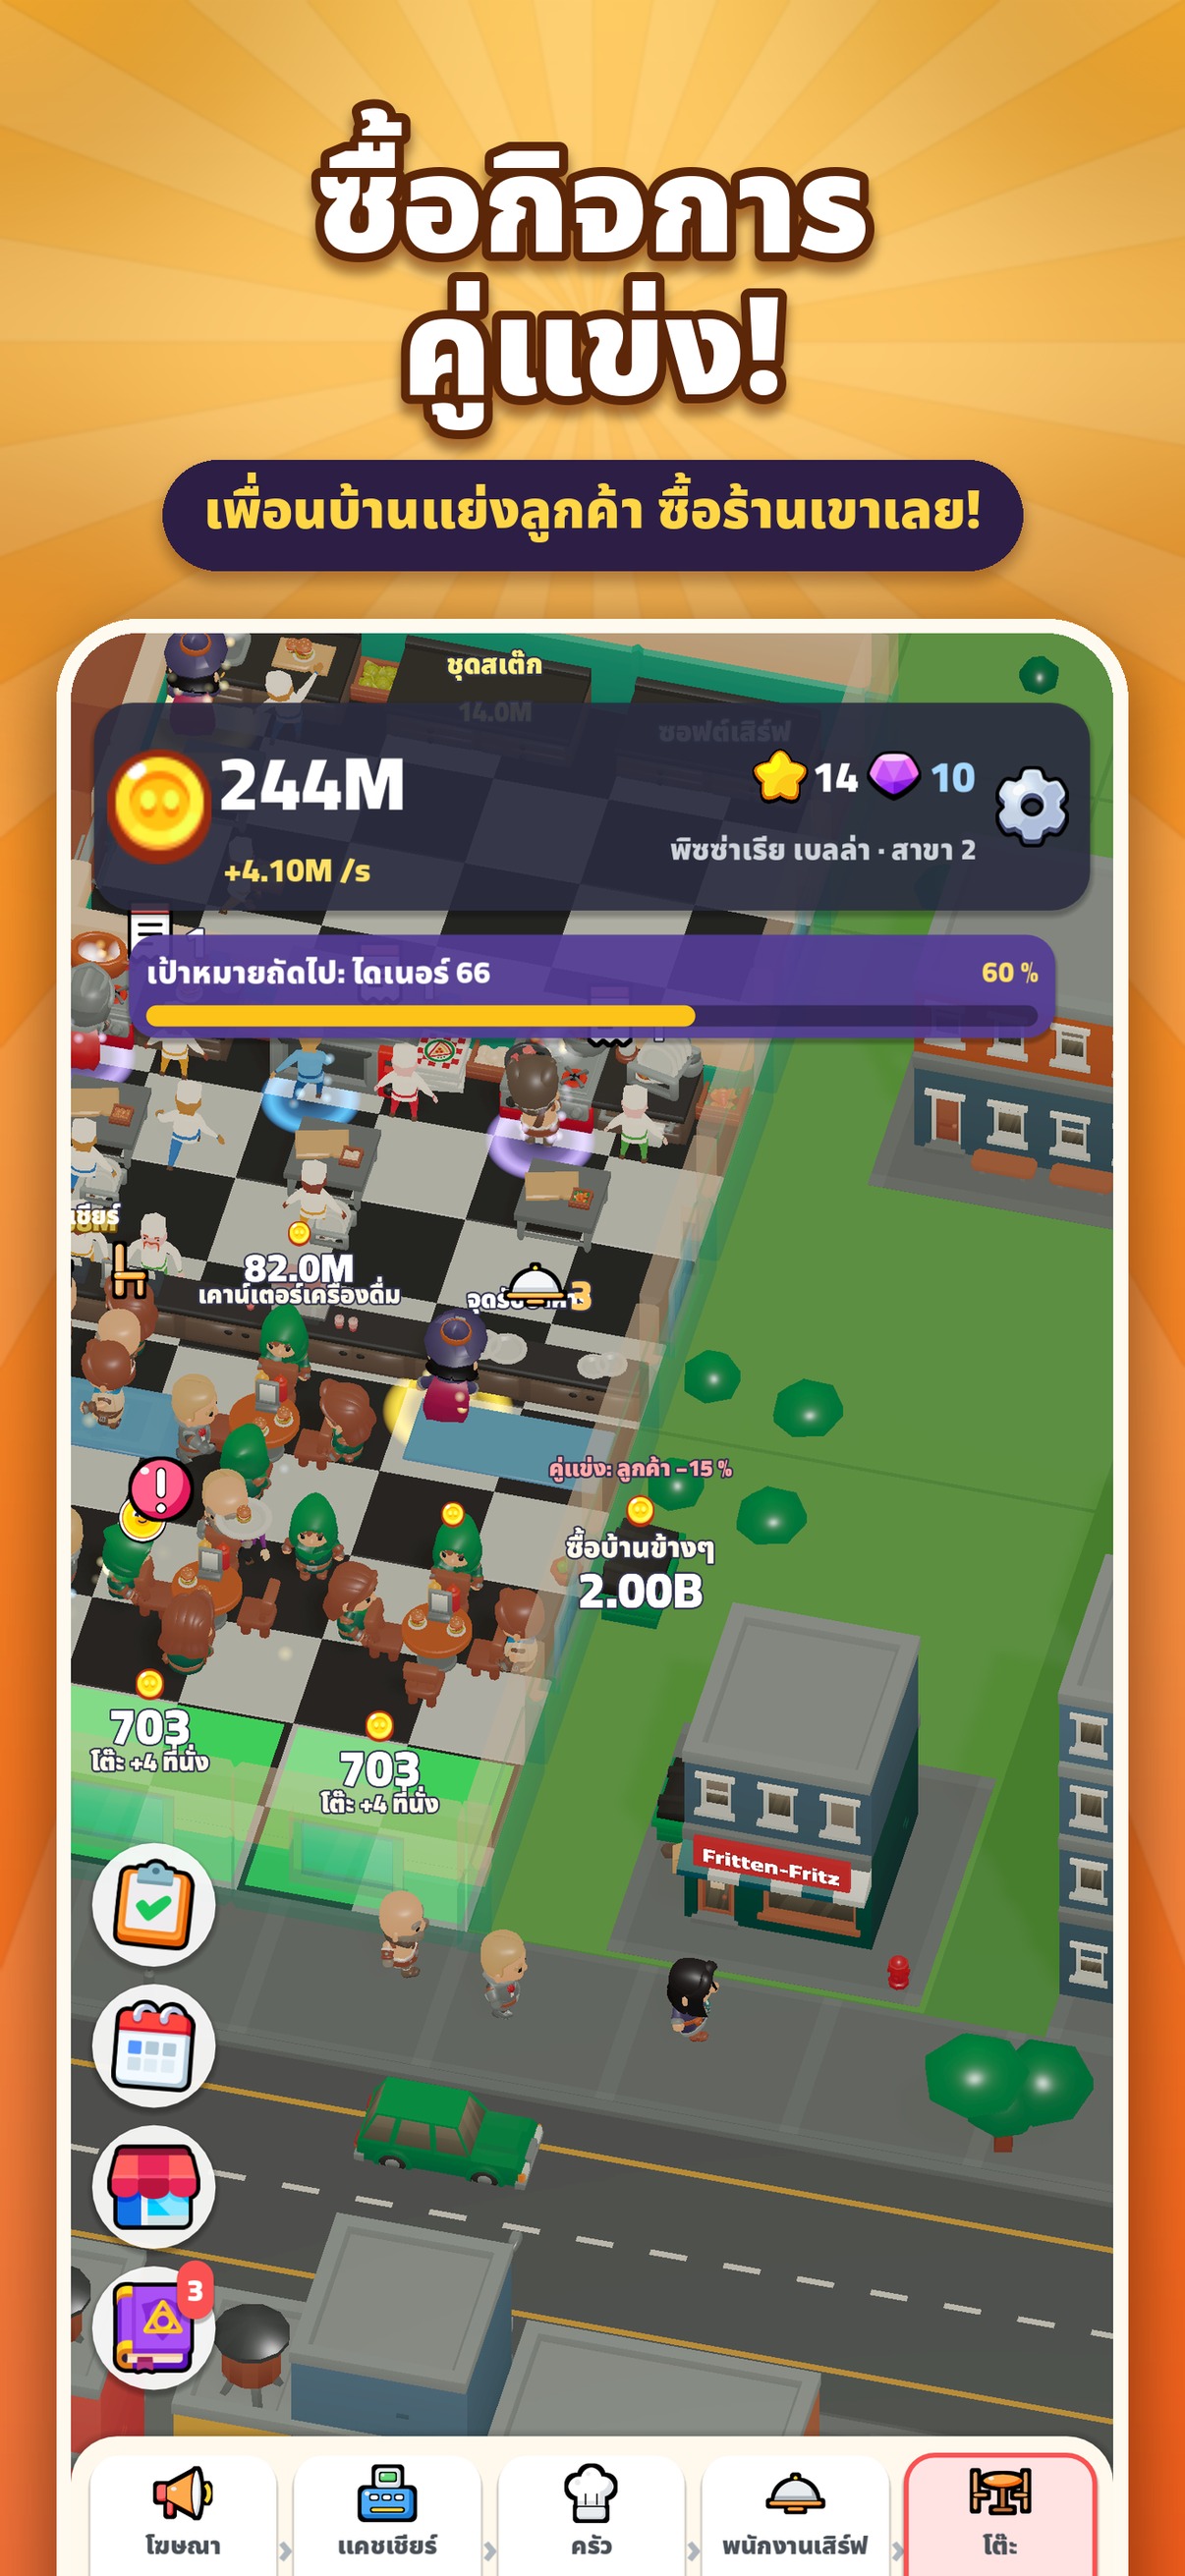 ซื้อกิจการ
คู่แข่ง!
เพื่อนบ้านแย่งลูกค้า ซื้อร้านเขาเลย!
ชุดสเต๊ก
14.0M
ซอฟต์เสิร์ฟ
244M
14
10
+4.10M /s
พิซซ่าเรีย เบลล่า · สาขา 2
1
เป้าหมายถัดไป: ไดเนอร์ 66
60 %
82.0M
เคาน์เตอร์เครื่องดื่ม
3
คู่แข่ง: ลูกค้า −15 %
ซื้อบ้านข้างๆ
2.00B
703
โต๊ะ +4 ที่นั่ง
703
โต๊ะ +4 ที่นั่ง
Fritten-Fritz
3
โฆษณา
แคชเชียร์
ครัว
พนักงานเสิร์ฟ
โต๊ะ